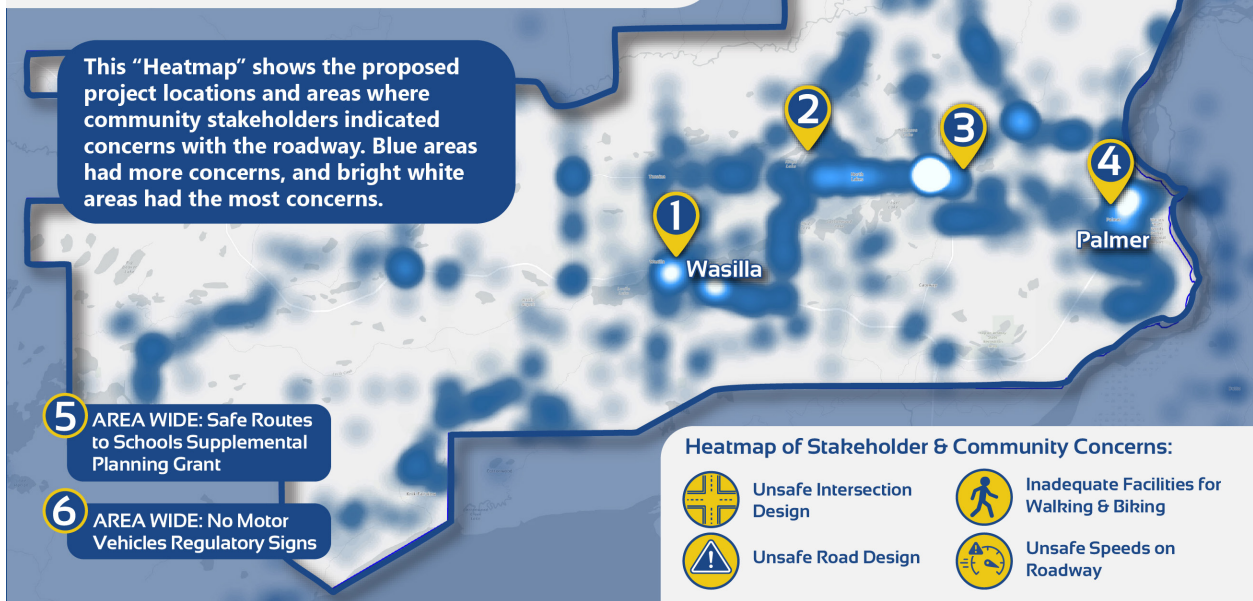 This “Heatmap” shows the proposed
project locations and areas where
community stakeholders indicated
concerns with the roadway. Blue areas
had more concerns, and bright white
areas had the most concerns.
2
3
4
1
Palmer
Wasilla
5
AREA WIDE: Safe Routes
to Schools Supplemental
Planning Grant
6
AREA WIDE: No Motor
Vehicles Regulatory Signs
Heatmap of Stakeholder & Community Concerns:
Unsafe Intersection
Design
Inadequate Facilities for
Walking & Biking
Unsafe Road Design
Unsafe Speeds on
Roadway